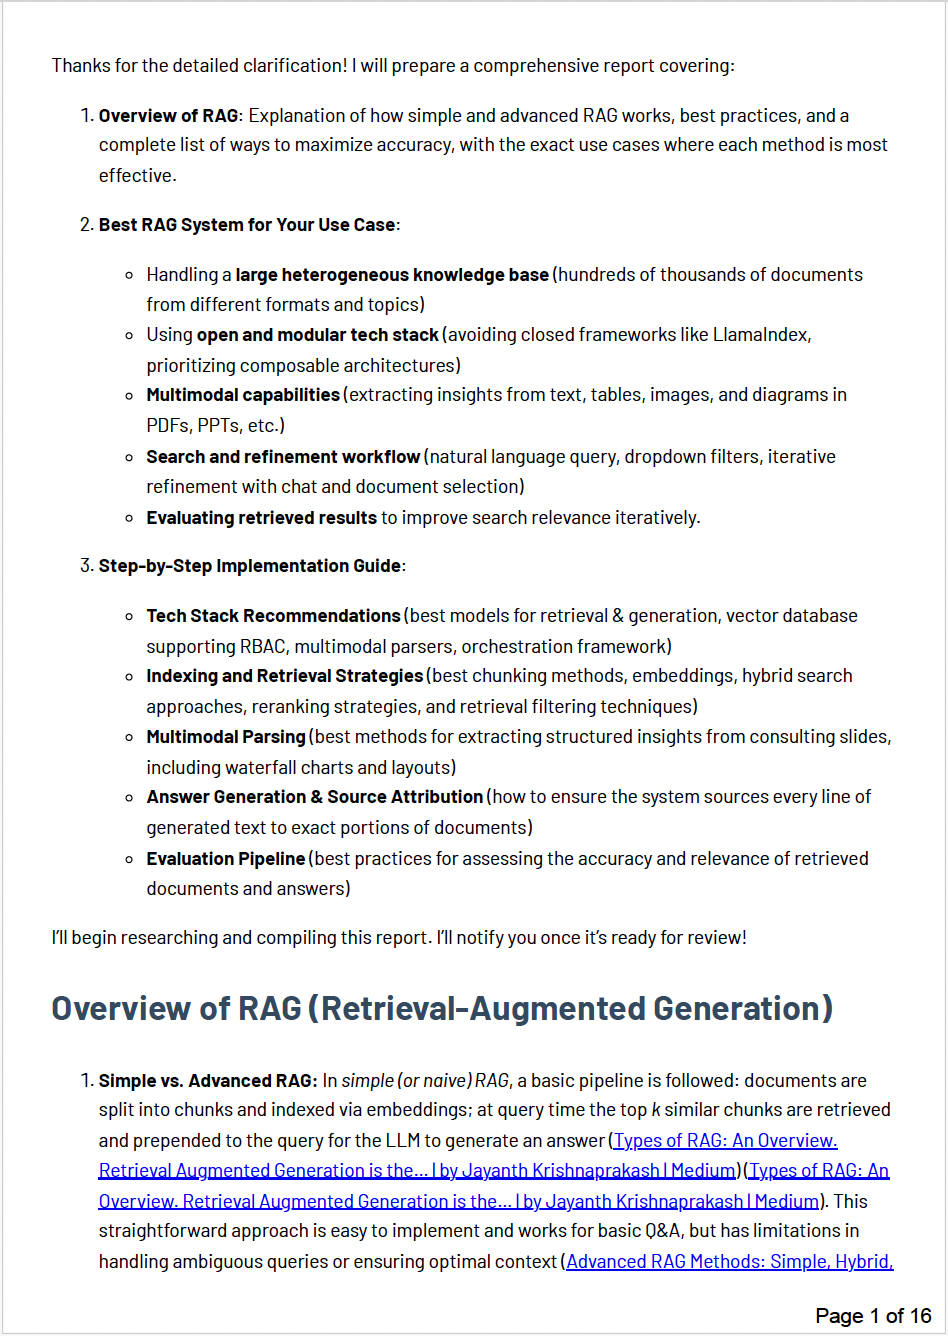 Thanks for the detailed clarification! I will prepare a comprehensive report covering:
1. Overview of RAG: Explanation of how simple and advanced RAG works, best practices, and a
complete list of ways to maximize accuracy, with the exact use cases where each method is most
effective.
2. Best RAG System for Your Use Case:
◦ Handling a large heterogeneous knowledge base (hundreds of thousands of documents
from different formats and topics)
◦ Using open and modular tech stack (avoiding closed frameworks like LlamaIndex,
prioritizing composable architectures)
◦ Multimodal capabilities (extracting insights from text, tables, images, and diagrams in
PDFs, PPTs, etc.)
◦ Search and refinement workflow (natural language query, dropdown filters, iterative
refinement with chat and document selection)
◦ Evaluating retrieved results to improve search relevance iteratively.
3. Step-by-Step Implementation Guide:
◦ Tech Stack Recommendations (best models for retrieval & generation, vector database
supporting RBAC, multimodal parsers, orchestration framework)
◦ Indexing and Retrieval Strategies (best chunking methods, embeddings, hybrid search
approaches, reranking strategies, and retrieval filtering techniques)
◦ Multimodal Parsing (best methods for extracting structured insights from consulting slides,
including waterfall charts and layouts)
◦ Answer Generation & Source Attribution (how to ensure the system sources every line of
generated text to exact portions of documents)
◦ Evaluation Pipeline (best practices for assessing the accuracy and relevance of retrieved
documents and answers)
I'll begin researching and compiling this report. I'll notify you once it's ready for review!
Overview of RAG (Retrieval-Augmented Generation)
1. Simple vs. Advanced RAG: In simple (or naive) RAG, a basic pipeline is followed: documents are
split into chunks and indexed via embeddings; at query time the top k similar chunks are retrieved
and prepended to the query for the LLM to generate an answer (Types of RAG: An Overview.
Retrieval Augmented Generation is the… | by Jayanth Krishnaprakash | Medium) (Types of RAG: An
Overview. Retrieval Augmented Generation is the… | by Jayanth Krishnaprakash | Medium). This
straightforward approach is easy to implement and works for basic Q&A, but has limitations in
handling ambiguous queries or ensuring optimal context (Advanced RAG Methods: Simple, Hybrid,
Page 1 of 16